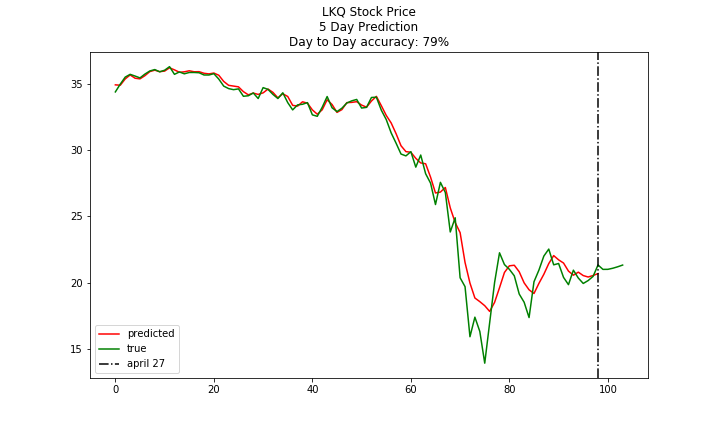 LKQ Stock Price
5 Day Prediction
Day to Day accuracy: 79%
35
30
25
20
15
predicted
true
april 27
0
20
40
60
80
100